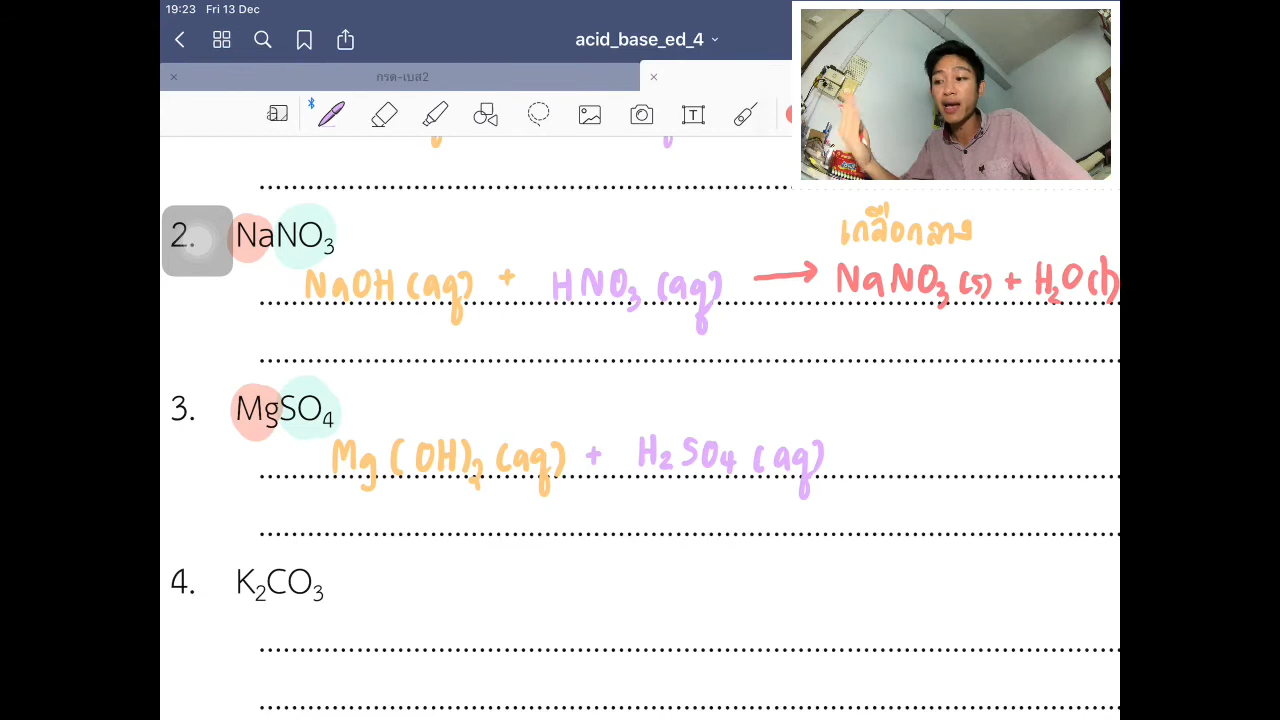 19:23 Fri 13 Dec
acid_base_ed_4
กรด-เบส2
T
2. NaNO₃
เกลือกลาง
NaOH (aq) + HNO₃ (aq) → NaNO₃ (s) + H₂O(l)
3. MgSO₄
Mg (OH)₂ (aq) + H₂SO₄ (aq)
4. K₂CO₃